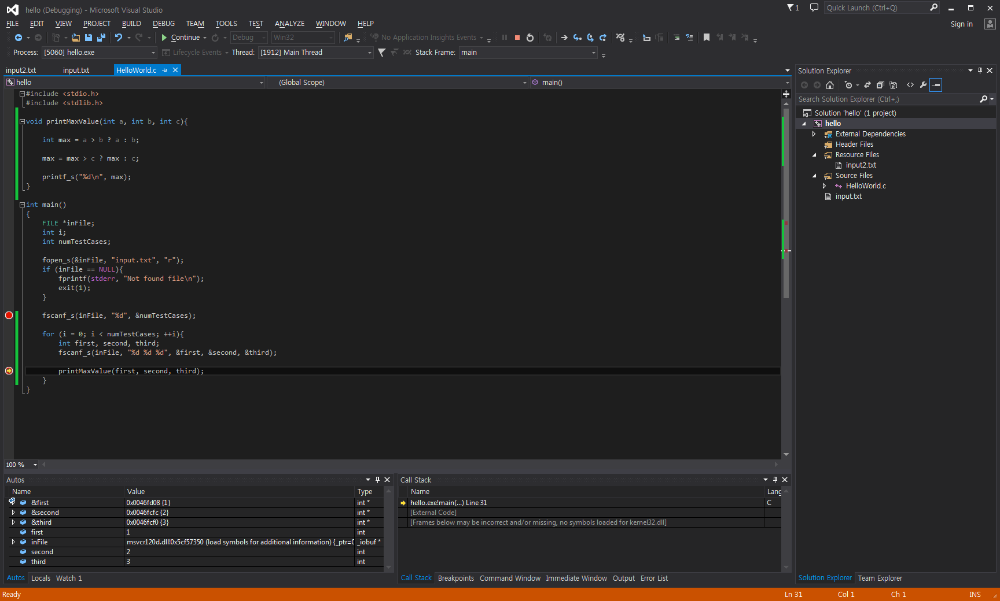 hello (Debugging) - Microsoft Visual Studio
1
Quick Launch (Ctrl+Q)
FILE EDIT VIEW PROJECT BUILD DEBUG TEAM TOOLS TEST ANALYZE WINDOW HELP
Sign in
Continue Debug Win32 No Application Insights Events
Process: [5060] hello.exe Lifecycle Events Thread: [1912] Main Thread Stack Frame: main
input2.txt input.txt HelloWorld.c
hello (Global Scope) main()
#include <stdio.h>
#include <stdlib.h>
void printMaxValue(int a, int b, int c){
int max = a > b ? a : b;
max = max > c ? max : c;
printf_s("%d\n", max);
}
int main()
{
FILE *inFile;
int i;
int numTestCases;
fopen_s(&inFile, "input.txt", "r");
if (inFile == NULL){
fprintf(stderr, "Not found file\n");
exit(1);
}
fscanf_s(inFile, "%d", &numTestCases);
for (i = 0; i < numTestCases; ++i){
int first, second, third;
fscanf_s(inFile, "%d %d %d", &first, &second, &third);
printMaxValue(first, second, third);
}
}
100 %
Solution Explorer
Search Solution Explorer (Ctrl+;)
Solution 'hello' (1 project)
hello
External Dependencies
Header Files
Resource Files
input2.txt
Source Files
HelloWorld.c
input.txt
Autos
Name Value Type
&first 0x0046fd08 {1} int *
&second 0x0046fcfc {2} int *
&third 0x0046fcf0 {3} int *
first 1 int
inFile msvcr120d.dll!0x5cf57350 (load symbols for additional information) {_ptr=0 _iobuf *
second 2 int
third 3 int
Autos Locals Watch 1
Call Stack
Name Lang
hello.exe!main(...) Line 31 C
[External Code]
[Frames below may be incorrect and/or missing, no symbols loaded for kernel32.dll]
Call Stack Breakpoints Command Window Immediate Window Output Error List
Solution Explorer Team Explorer
Ready Ln 31 Col 1 Ch 1 INS